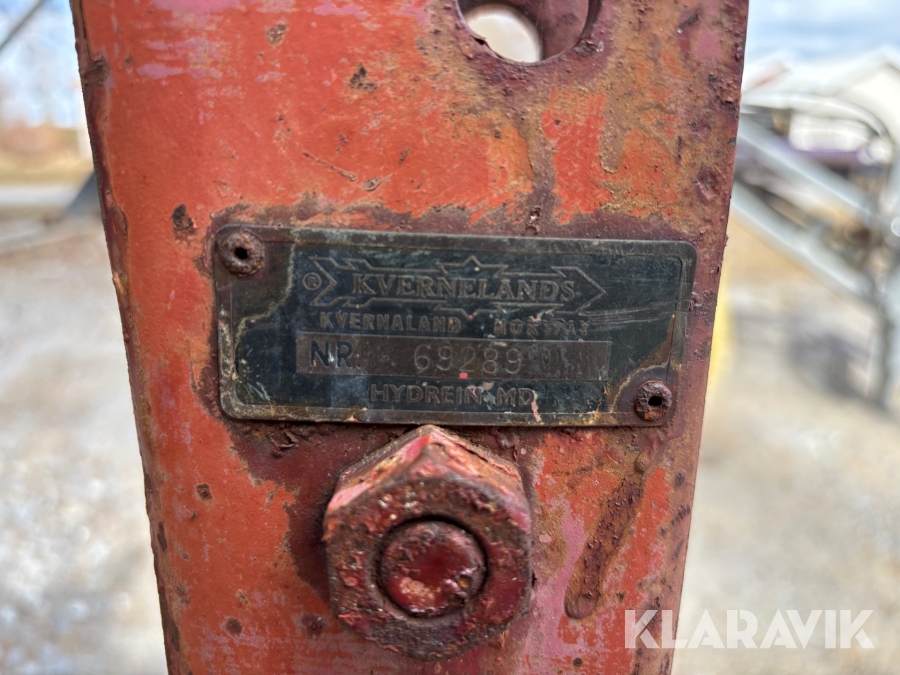 ® KVERNELANDS
KVERNALAND NORWAY
NR. 69289
HYDREIN MD
KLARAVIK